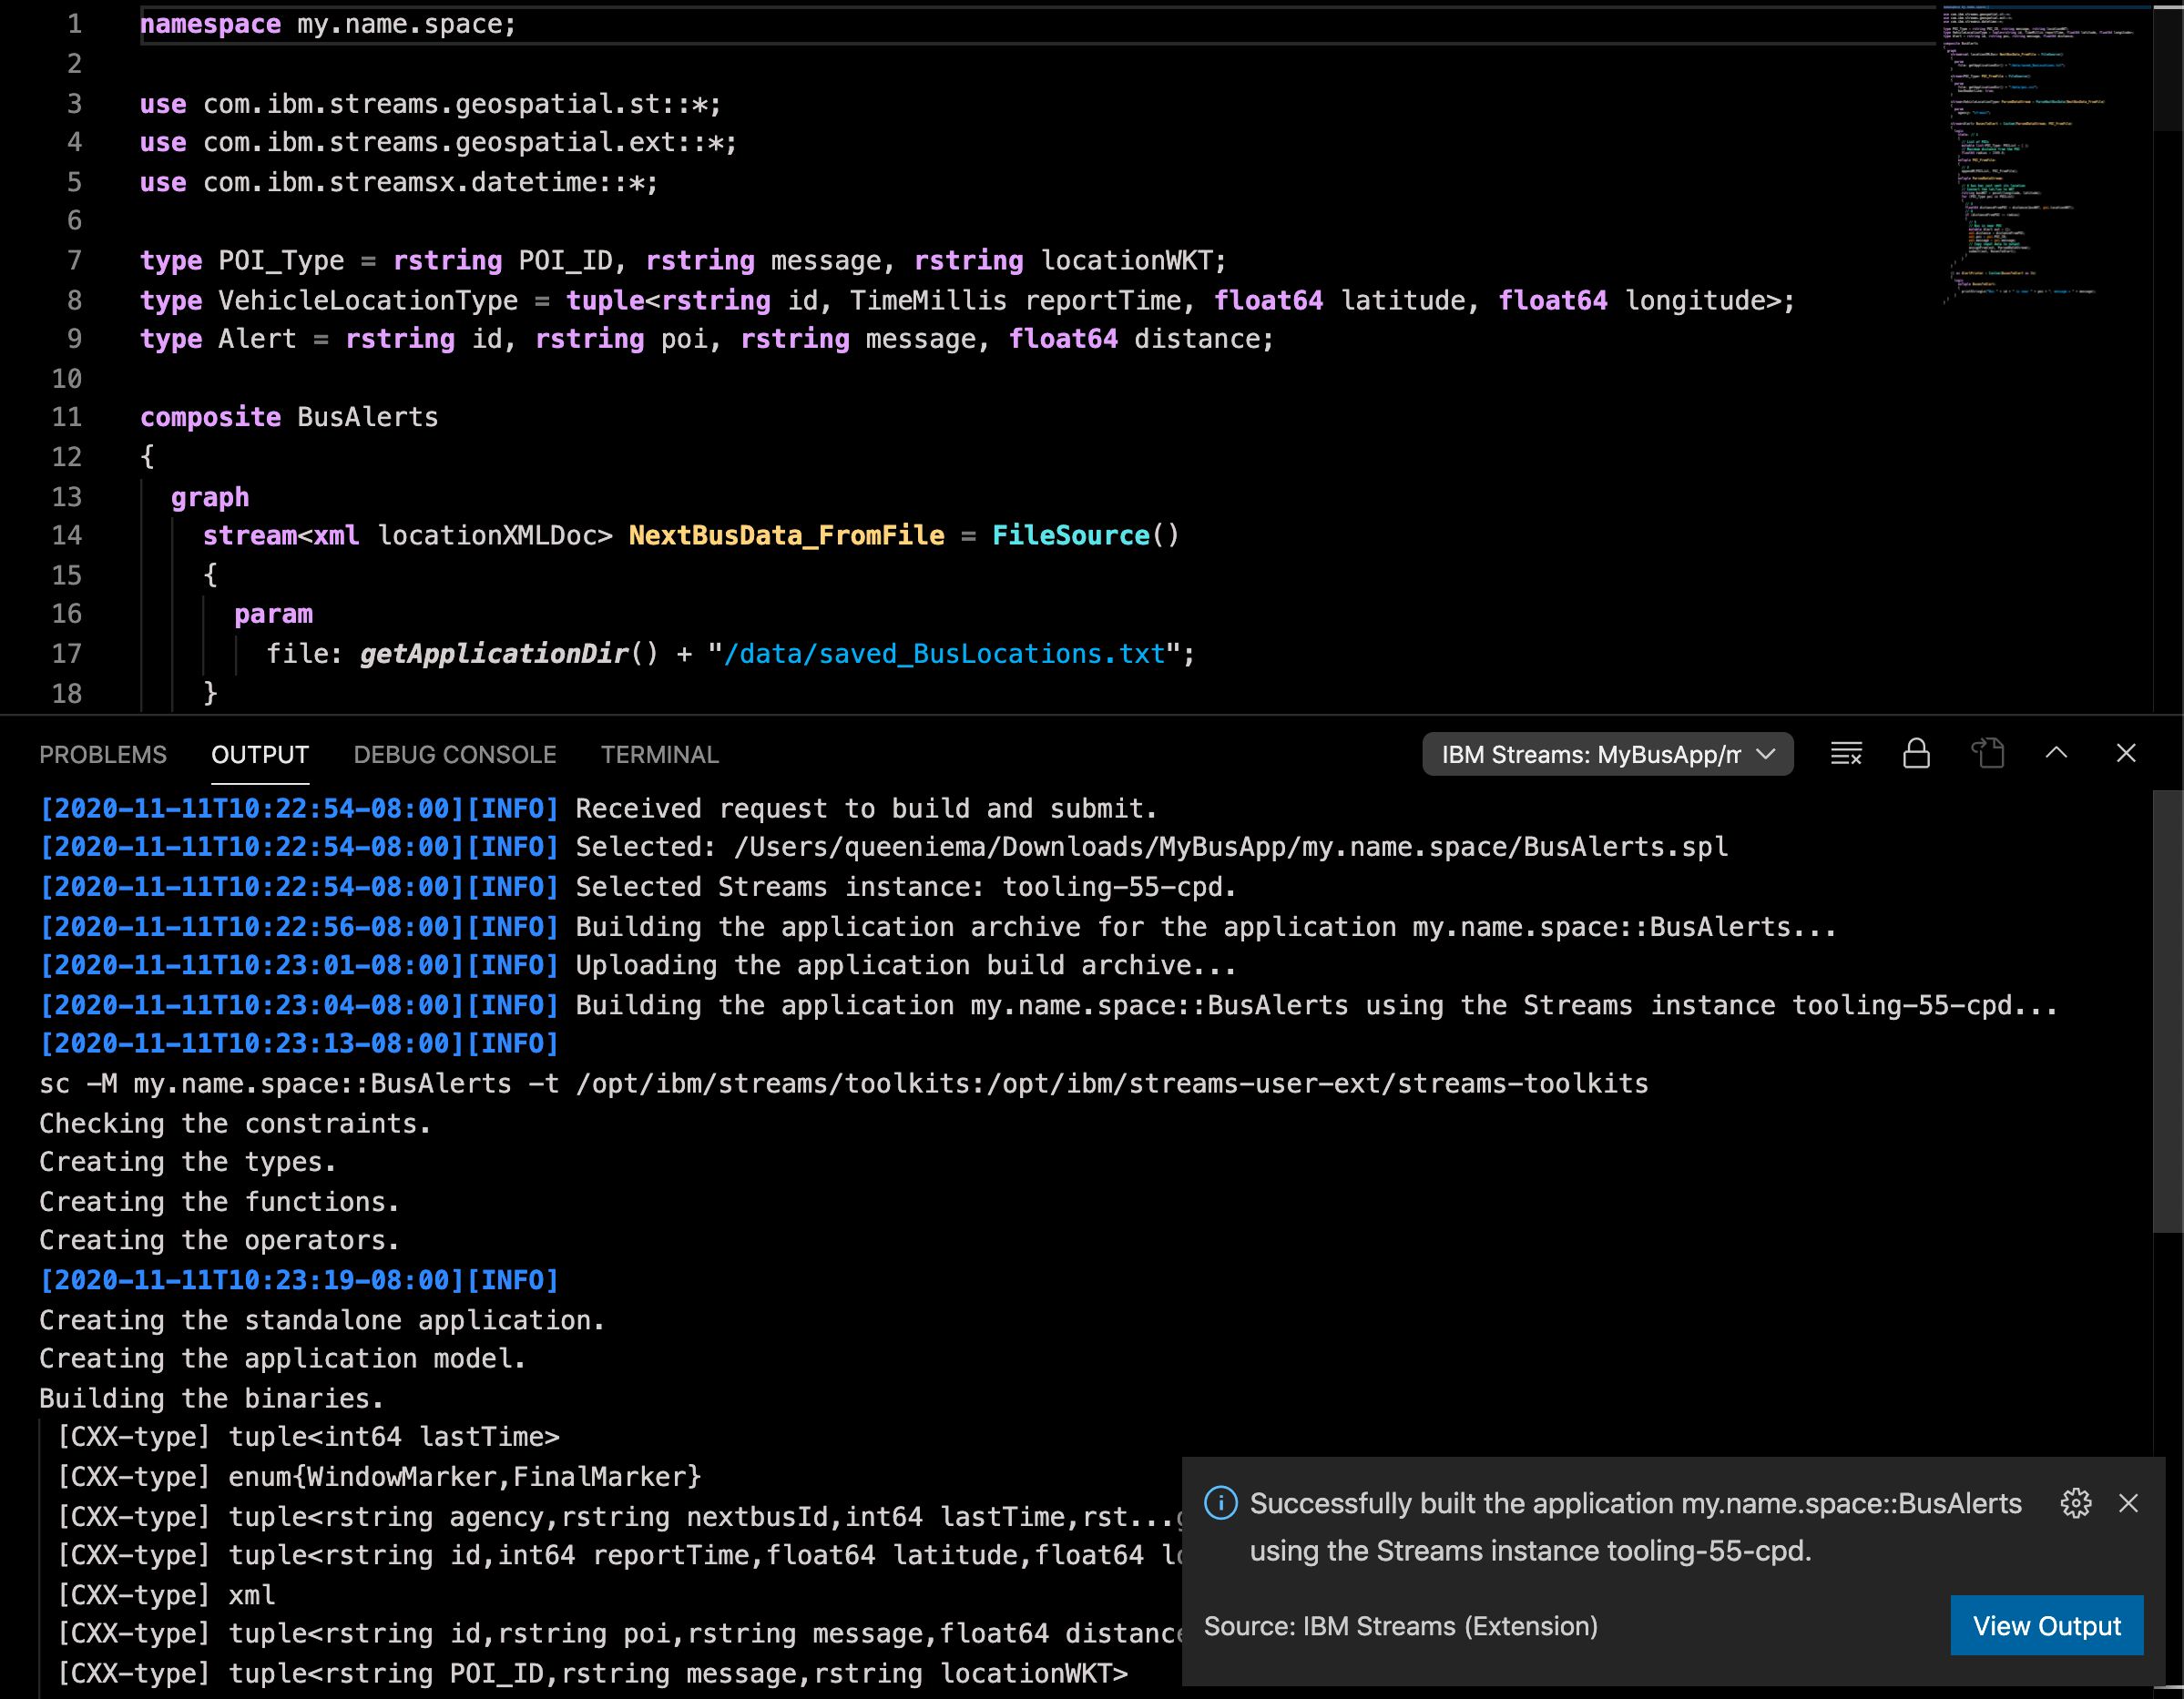 1 namespace my.name.space;
2
3 use com.ibm.streams.geospatial.st::*;
4 use com.ibm.streams.geospatial.ext::*;
5 use com.ibm.streamsx.datetime::*;
6
7 type POI_Type = rstring POI_ID, rstring message, rstring locationWKT;
8 type VehicleLocationType = tuple<rstring id, TimeMillis reportTime, float64 latitude, float64 longitude>;
9 type Alert = rstring id, rstring poi, rstring message, float64 distance;
10
11 composite BusAlerts
12 {
13 graph
14 stream<xml locationXMLDoc> NextBusData_FromFile = FileSource()
15 {
16 param
17 file: getApplicationDir() + "/data/saved_BusLocations.txt";
18 }
PROBLEMS OUTPUT DEBUG CONSOLE TERMINAL IBM Streams: MyBusApp/m
[2020-11-11T10:22:54-08:00][INFO] Received request to build and submit.
[2020-11-11T10:22:54-08:00][INFO] Selected: /Users/queeniema/Downloads/MyBusApp/my.name.space/BusAlerts.spl
[2020-11-11T10:22:54-08:00][INFO] Selected Streams instance: tooling-55-cpd.
[2020-11-11T10:22:56-08:00][INFO] Building the application archive for the application my.name.space::BusAlerts...
[2020-11-11T10:23:01-08:00][INFO] Uploading the application build archive...
[2020-11-11T10:23:04-08:00][INFO] Building the application my.name.space::BusAlerts using the Streams instance tooling-55-cpd...
[2020-11-11T10:23:13-08:00][INFO]
sc -M my.name.space::BusAlerts -t /opt/ibm/streams/toolkits:/opt/ibm/streams-user-ext/streams-toolkits
Checking the constraints.
Creating the types.
Creating the functions.
Creating the operators.
[2020-11-11T10:23:19-08:00][INFO]
Creating the standalone application.
Creating the application model.
Building the binaries.
[CXX-type] tuple<int64 lastTime>
[CXX-type] enum{WindowMarker,FinalMarker}
[CXX-type] tuple<rstring agency,rstring nextbusId,int64 lastTime,rst...g
[CXX-type] tuple<rstring id,int64 reportTime,float64 latitude,float64 lo
[CXX-type] xml
[CXX-type] tuple<rstring id,rstring poi,rstring message,float64 distance
[CXX-type] tuple<rstring POI_ID,rstring message,rstring locationWKT>
Successfully built the application my.name.space::BusAlerts
using the Streams instance tooling-55-cpd.
Source: IBM Streams (Extension) View Output